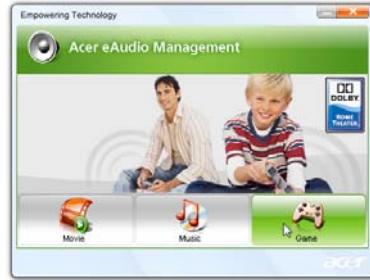 Empowering Technology
Acer eAudio Management
DOLBY
HOME
THEATER
Movie
Music
Game
acer